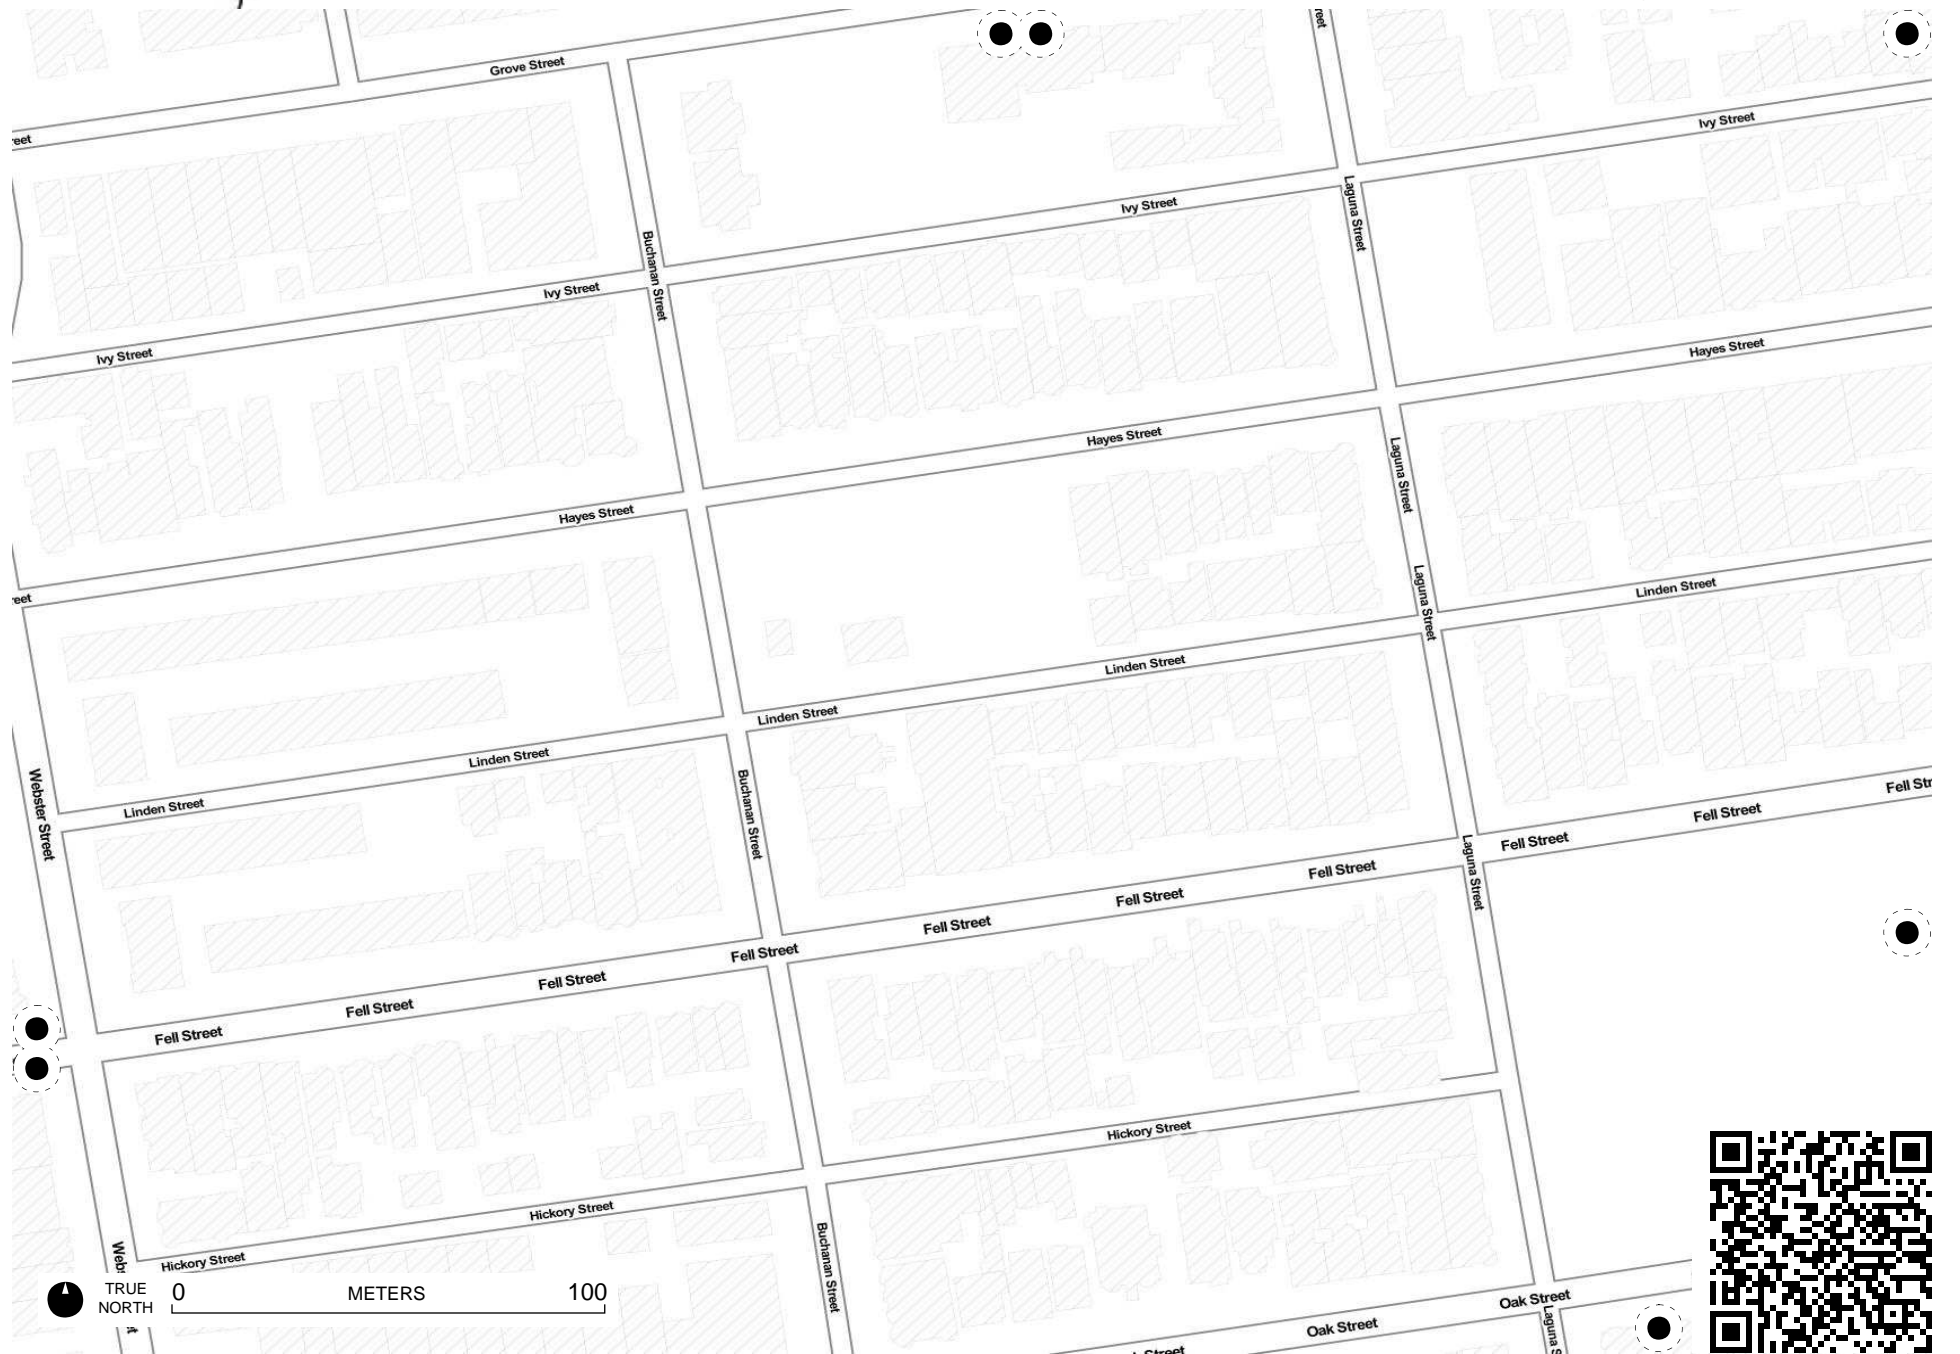 Grove Street
Ivy Street
Ivy Street
Ivy Street
Ivy Street
Laguna Street
Buchanan Street
Hayes Street
Hayes Street
Hayes Street
Laguna Street
Laguna Street
Linden Street
Linden Street
Linden Street
Linden Street
Linden Street
Webster Street
Buchanan Street
Fell Str
Fell Street
Fell Street
Fell Street
Fell Street
Fell Street
Fell Street
Fell Street
Fell Street
Fell Street
Laguna Street
Hickory Street
Hickory Street
Hickory Street
Buchanan Street
Oak Street
Oak Street
Street
Laguna S
TRUE
NORTH
0 METERS 100